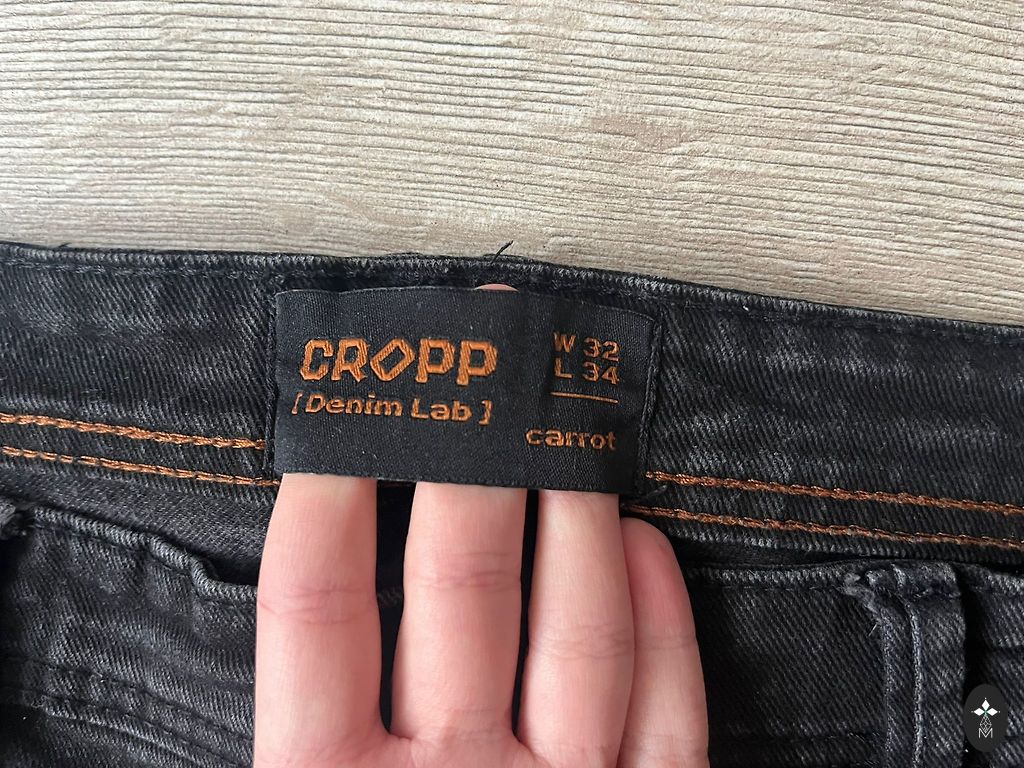 CROPP
[Denim Lab]
W 32
L 34
carrot
M